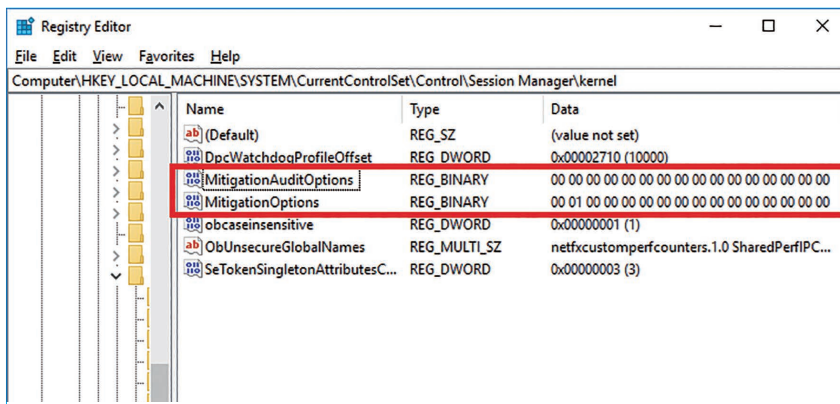 Registry Editor
File Edit View Favorites Help
Computer\HKEY_LOCAL_MACHINE\SYSTEM\CurrentControlSet\Control\Session Manager\kernel
Name Type Data
(Default) REG_SZ (value not set)
DpcWatchdogProfileOffset REG_DWORD 0x00002710 (10000)
MitigationAuditOptions REG_BINARY 00 00 00 00 00 00 00 00 00 00 00 00 00 00 00 00
MitigationOptions REG_BINARY 00 01 00 00 00 00 00 00 00 00 00 00 00 00 00 00
obcaseinsensitive REG_DWORD 0x00000001 (1)
ObUnsecureGlobalNames REG_MULTI_SZ netfxcustomperfcounters.1.0 SharedPerfIPC...
SeTokenSingletonAttributesC... REG_DWORD 0x00000003 (3)